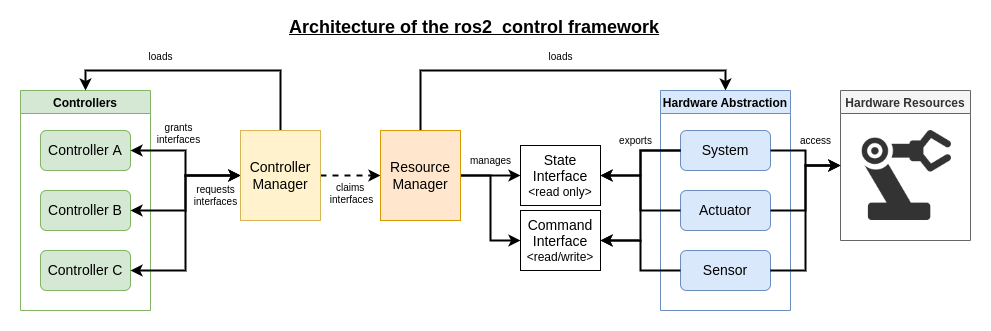 Architecture of the ros2_control framework
loads
loads
Controllers
Hardware Abstraction
Hardware Resources
grants
interfaces
Controller A
requests
interfaces
Controller B
Controller C
Controller
Manager
claims
interfaces
Resource
Manager
manages
State
Interface
<read only>
Command
Interface
<read/write>
exports
System
Actuator
Sensor
access